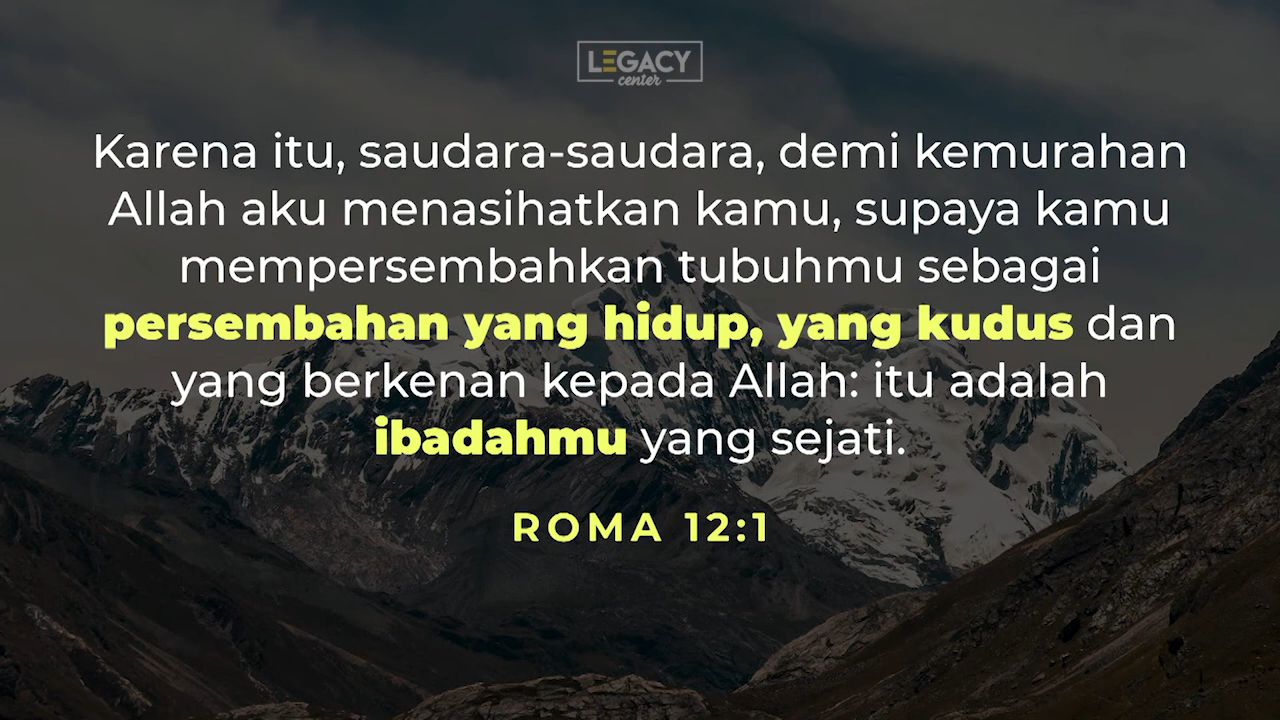 LEGACY
center
Karena itu, saudara-saudara, demi kemurahan
Allah aku menasihatkan kamu, supaya kamu
mempersembahkan tubuhmu sebagai
persembahan yang hidup, yang kudus dan
yang berkenan kepada Allah: itu adalah
ibadahmu yang sejati.
ROMA 12:1